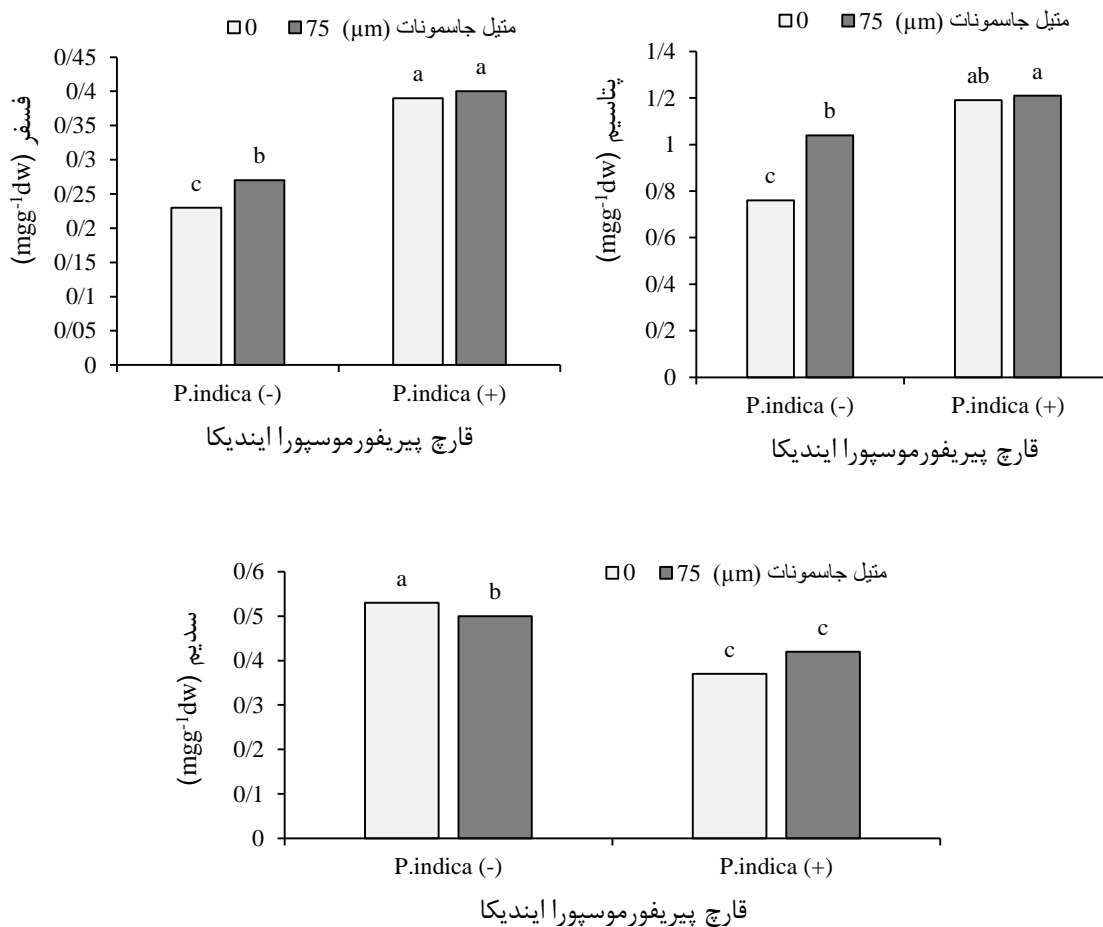 0 75 (µm) متیل جاسمونات
فسفر (mgg⁻¹dw)
0/45
0/4
0/35
0/3
0/25
0/2
0/15
0/1
0/05
0
c b a a
P.indica (-) P.indica (+)
قارچ پیریفورموسپورا ایندیکا
0 75 (µm) متیل جاسمونات
پتاسیم (mgg⁻¹dw)
1/4
1/2
1
0/8
0/6
0/4
0/2
0
c b ab a
P.indica (-) P.indica (+)
قارچ پیریفورموسپورا ایندیکا
0 75 (µm) متیل جاسمونات
سدیم (mgg⁻¹dw)
0/6
0/5
0/4
0/3
0/2
0/1
0
a b c c
P.indica (-) P.indica (+)
قارچ پیریفورموسپورا ایندیکا